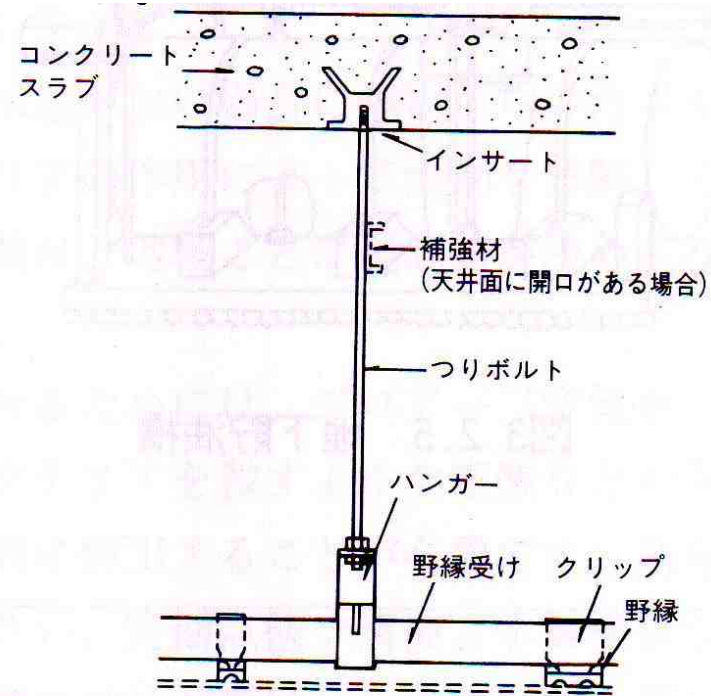 コンクリート
スラブ
インサート
補強材
(天井面に開口がある場合)
つりボルト
ハンガー
野縁受け
クリップ
野縁